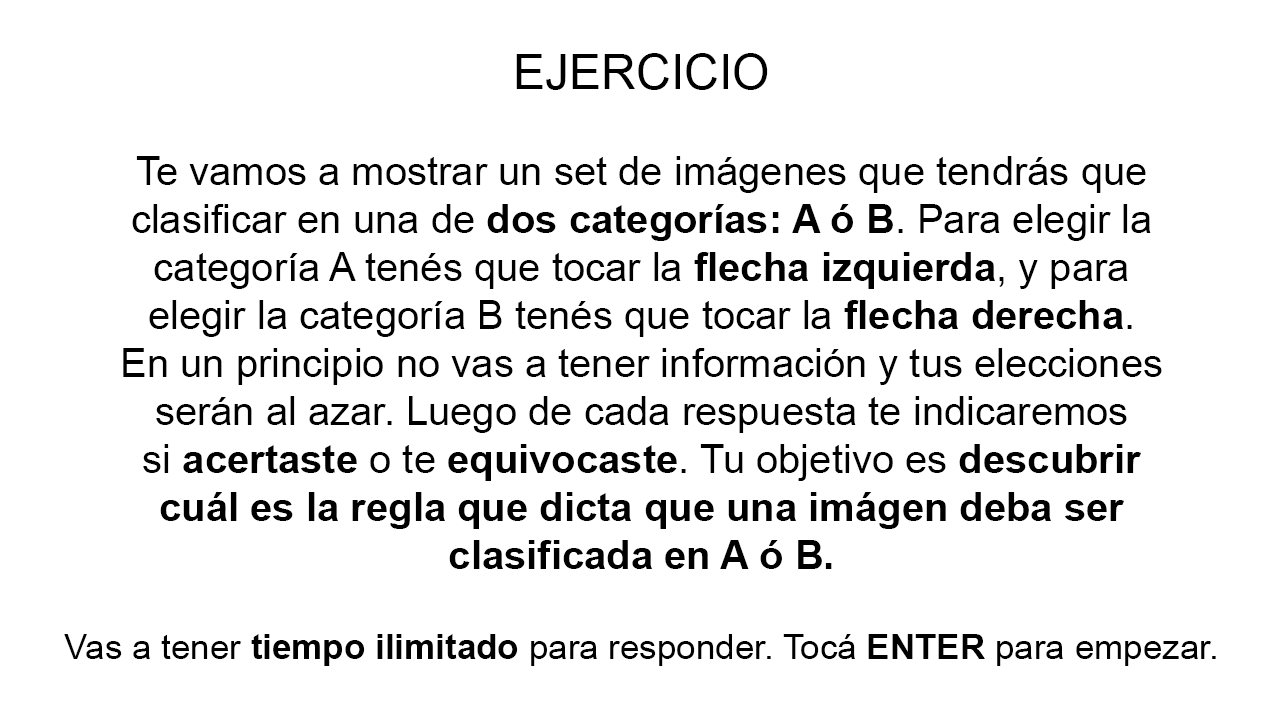 EJERCICIO
Te vamos a mostrar un set de imágenes que tendrás que
clasificar en una de dos categorías: A ó B. Para elegir la
categoría A tenés que tocar la flecha izquierda, y para
elegir la categoría B tenés que tocar la flecha derecha.
En un principio no vas a tener información y tus elecciones
serán al azar. Luego de cada respuesta te indicaremos
si acertaste o te equivocaste. Tu objetivo es descubrir
cuál es la regla que dicta que una imágen deba ser
clasificada en A ó B.
Vas a tener tiempo ilimitado para responder. Tocá ENTER para empezar.